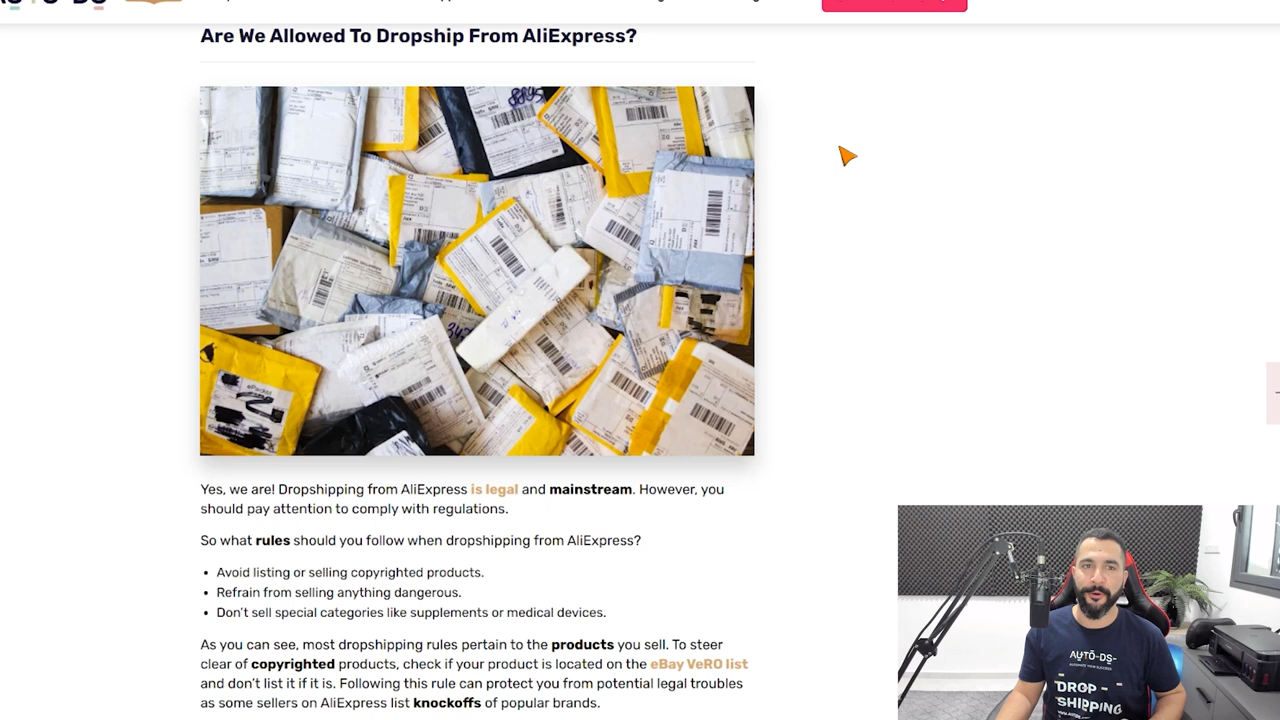 AUTO-DS
Are We Allowed To Dropship From AliExpress?
Yes, we are! Dropshipping from AliExpress is legal and mainstream. However, you
should pay attention to comply with regulations.
So what rules should you follow when dropshipping from AliExpress?
• Avoid listing or selling copyrighted products.
• Refrain from selling anything dangerous.
• Don't sell special categories like supplements or medical devices.
As you can see, most dropshipping rules pertain to the products you sell. To steer
clear of copyrighted products, check if your product is located on the eBay VeRO list
and don't list it if it is. Following this rule can protect you from potential legal troubles
as some sellers on AliExpress list knockoffs of popular brands.
AUTO-DS-
AUTOMATE YOUR SUCCESS
DROP
SHIPPING